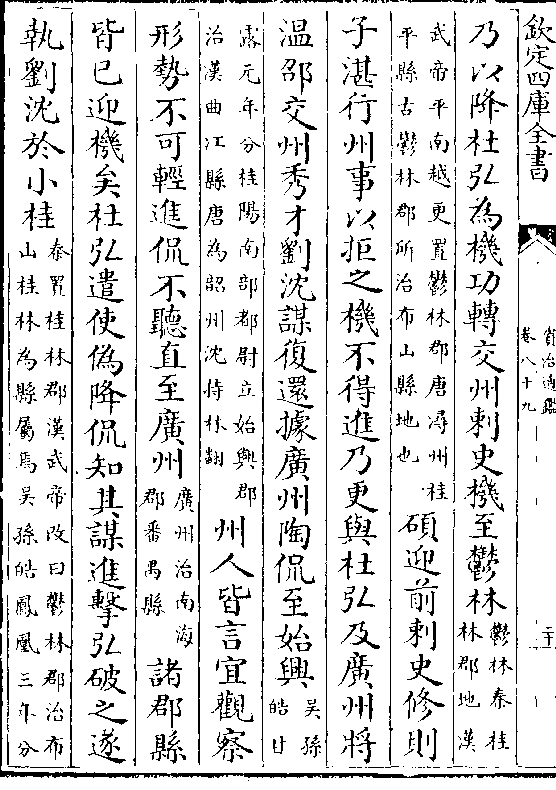 欽定四庫全書
資治通鑑
卷八十九
二十
乃以降杜弘為機功轉交州刺史機至鬱林鬱林秦桂林郡地漢
武帝平南越更置鬱林郡唐潯州桂平縣古鬱林郡所治布山縣地也碩迎前刺史修則
子湛行州事以拒之機不得進乃更與杜弘及廣州將
溫邵交州秀才劉沈謀復還據廣州陶侃至始興吳孫皓甘
露元年分桂陽南部都尉立始興郡治漢曲江縣唐為韶州沈持林翻州人皆言宜觀察
形勢不可輕進侃不聽直至廣州廣州治南海郡番禺縣諸郡縣
皆已迎機矣杜弘遣使偽降侃知其謀進擊弘破之遂
執劉沈於小桂秦置桂林郡漢武帝改曰鬱林郡治布山桂林為縣屬焉吳孫皓鳳凰三年分